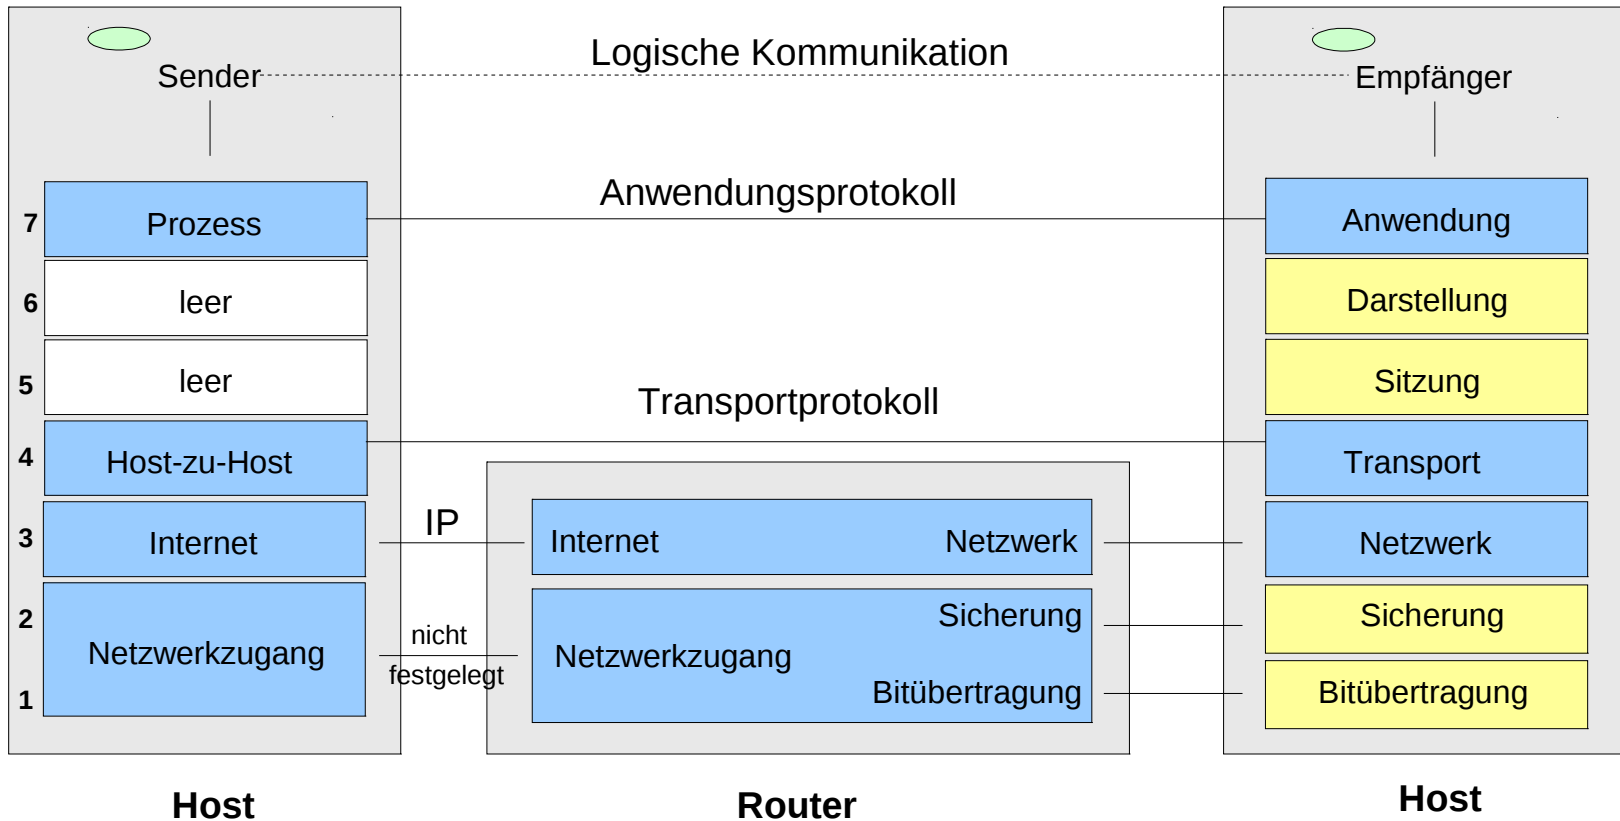 Logische Kommunikation
Sender
Empfänger
Anwendungsprotokoll
7
Prozess
Anwendung
6
leer
Darstellung
5
leer
Sitzung
Transportprotokoll
4
Host-zu-Host
Transport
IP
3
Internet
Internet
Netzwerk
Netzwerk
2
Sicherung
Sicherung
nicht
Netzwerkzugang
Netzwerkzugang
festgelegt
1
Bitübertragung
Bitübertragung
Host
Router
Host